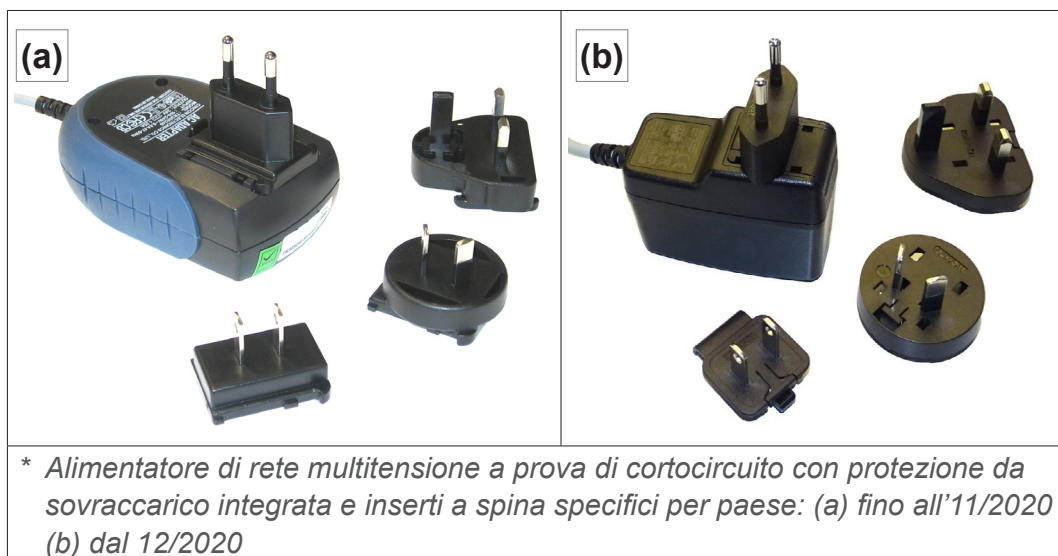 (a)
(b)
AC ADAPTER
* Alimentatore di rete multitensione a prova di cortocircuito con protezione da
sovraccarico integrata e inserti a spina specifici per paese: (a) fino all'11/2020
(b) dal 12/2020